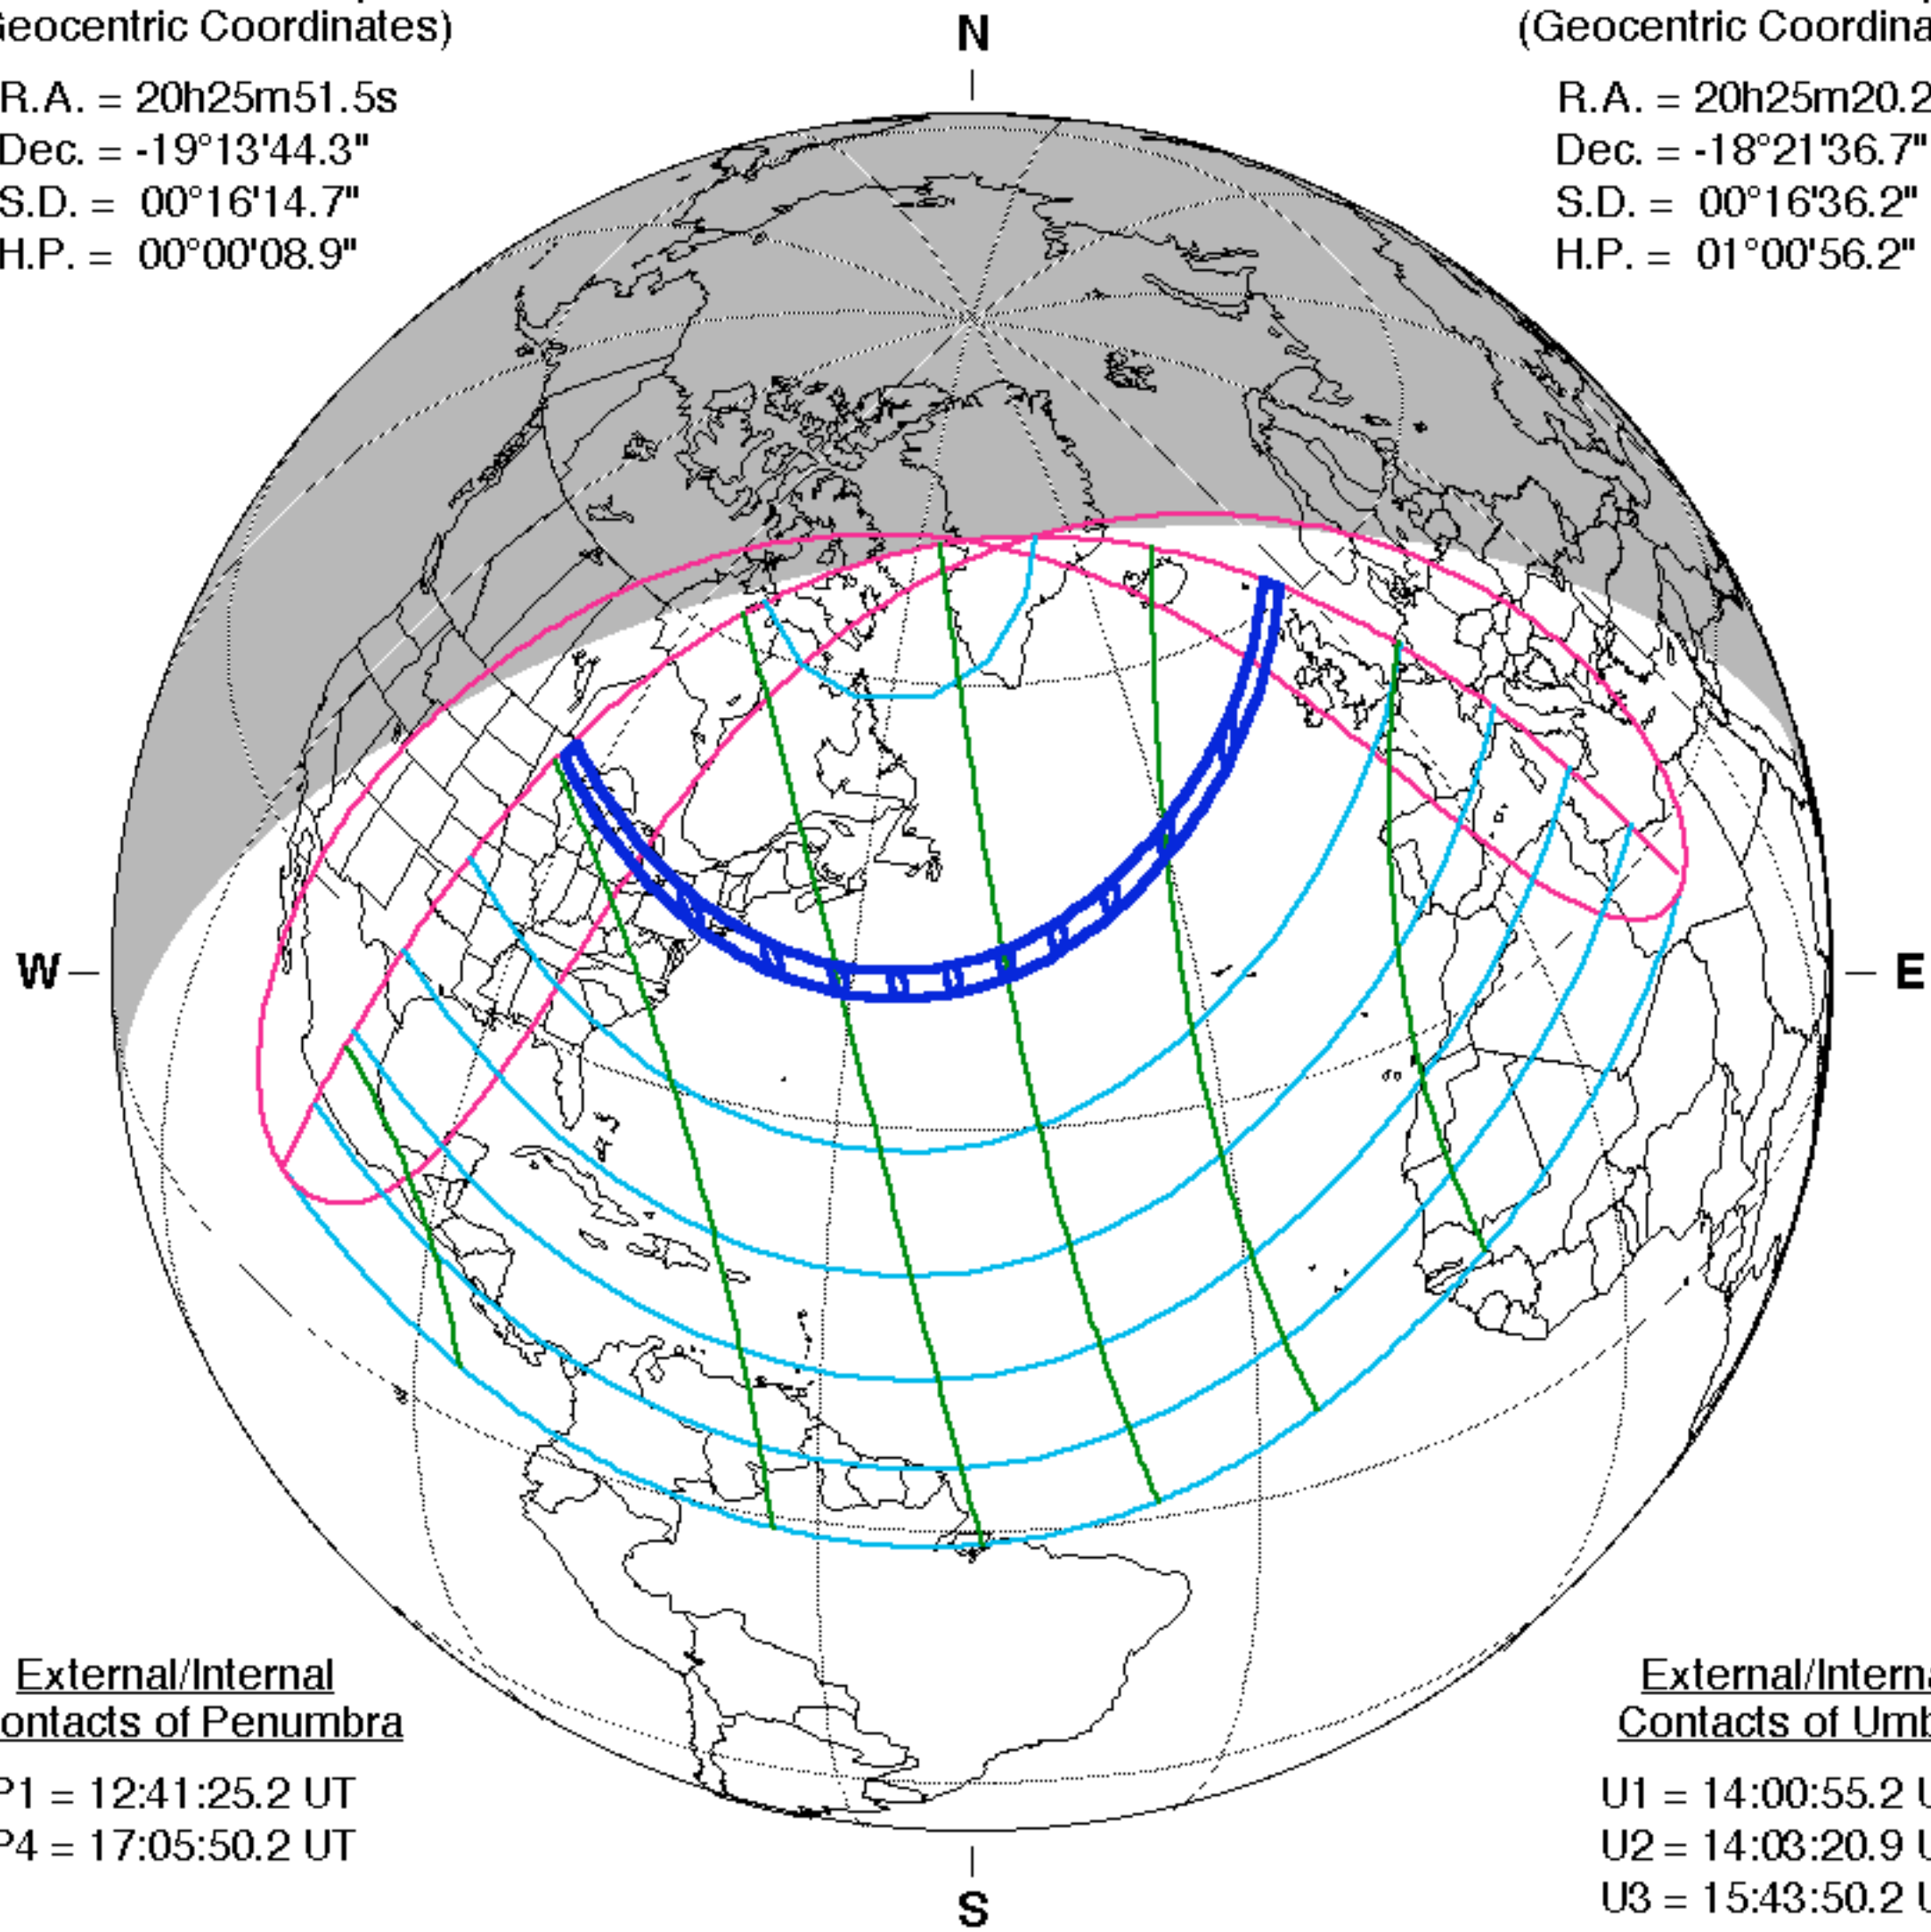 eocentric Coordinates)
R.A. = 20h25m51.5s
Dec. = -19°13'44.3"
S.D. = 00°16'14.7"
H.P. = 00°00'08.9"
N
(Geocentric Coordina
R.A. = 20h25m20.2
Dec. = -18°21'36.7"
S.D. = 00°16'36.2"
H.P. = 01°00'56.2"
W
E
External/Internal
ontacts of Penumbra
P1 = 12:41:25.2 UT
P4 = 17:05:50.2 UT
S
External/Interna
Contacts of Umb
U1 = 14:00:55.2 U
U2 = 14:03:20.9 U
U3 = 15:43:50.2 U